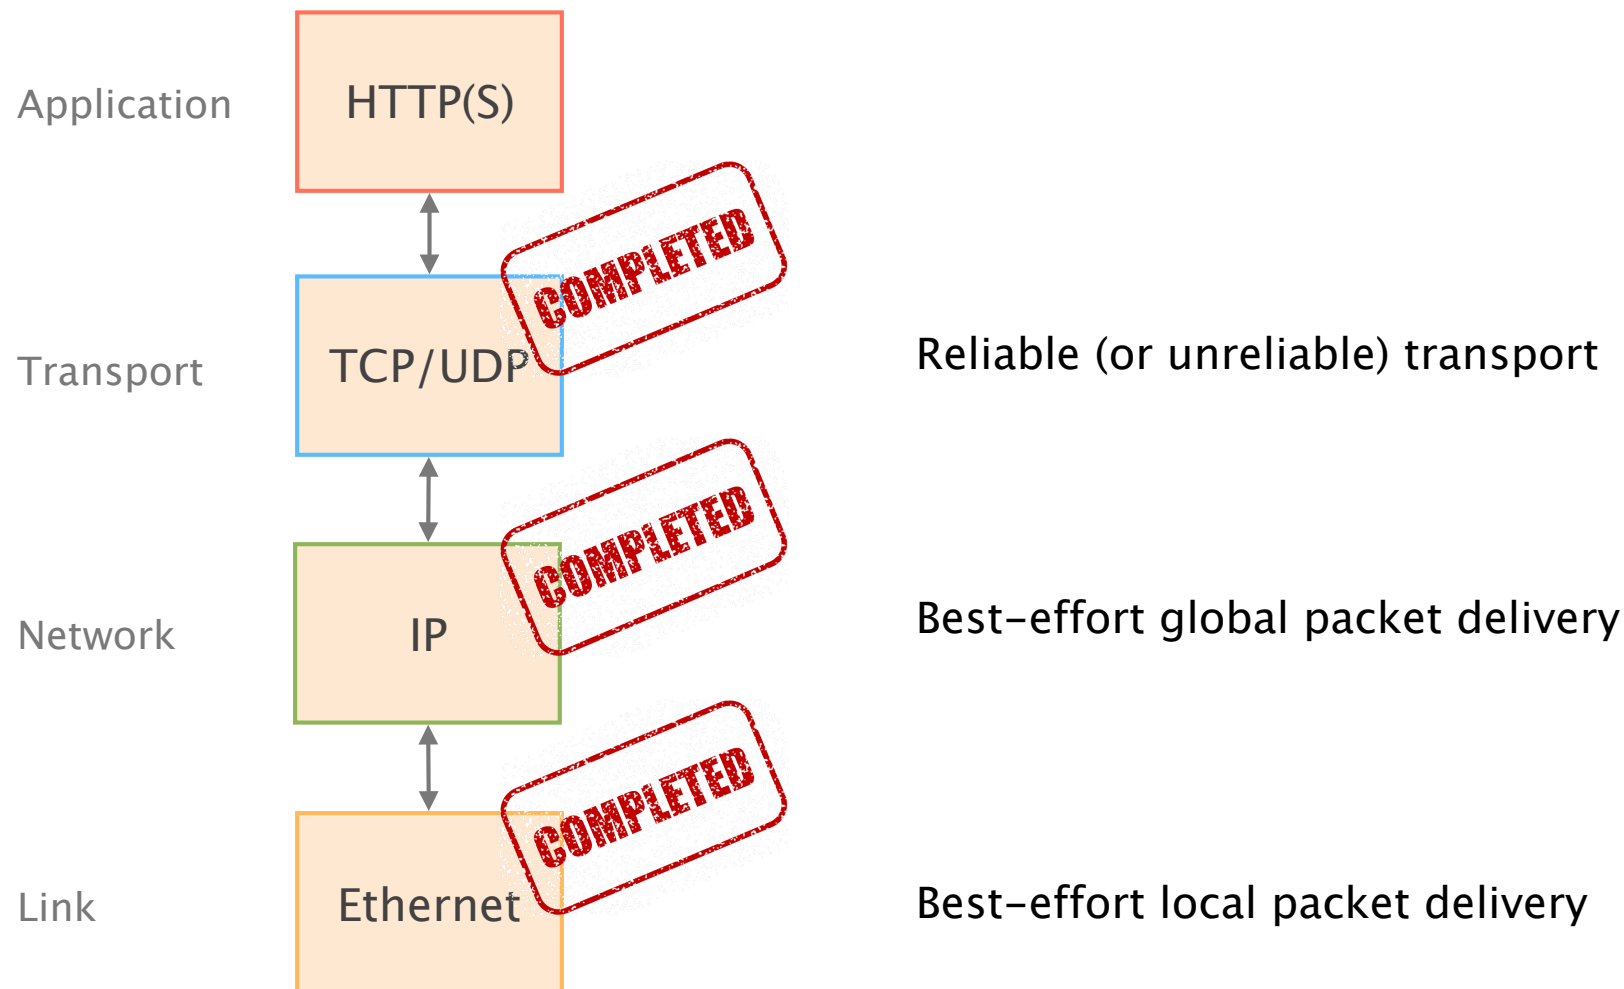 Application
HTTP(S)
COMPLETED
Transport
TCP/UDP
Reliable (or unreliable) transport
COMPLETED
Network
IP
Best-effort global packet delivery
COMPLETED
Link
Ethernet
Best-effort local packet delivery